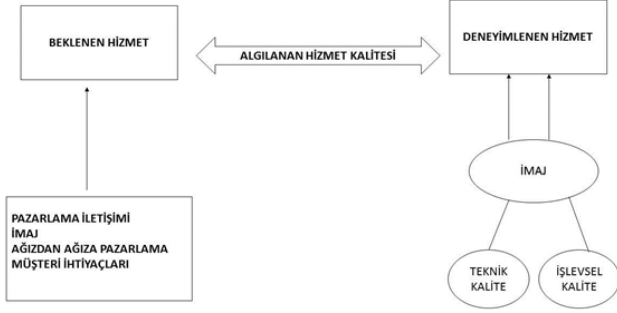 BEKLENEN HİZMET
ALGILANAN HİZMET KALİTESİ
DENEYİMLENEN HİZMET
İMAJ
PAZARLAMA İLETİŞİMİ
İMAJ
AĞIZDAN AĞIZA PAZARLAMA
MÜŞTERİ İHTİYAÇLARI
TEKNİK
KALİTE
İŞLEVSEL
KALİTE